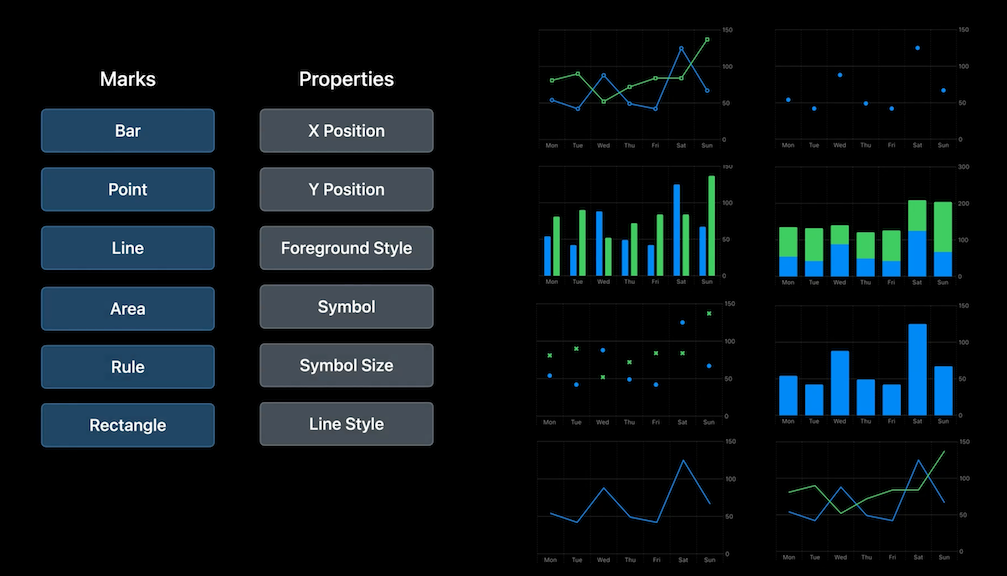 Marks
Bar
Point
Line
Area
Rule
Rectangle
Properties
X Position
Y Position
Foreground Style
Symbol
Symbol Size
Line Style
150
100
50
0
Mon Tue Wed Thu Fri Sat Sun
150
100
50
0
Mon Tue Wed Thu Fri Sat Sun
150
100
50
0
Mon Tue Wed Thu Fri Sat Sun
300
200
100
0
Mon Tue Wed Thu Fri Sat Sun
150
100
50
0
Mon Tue Wed Thu Fri Sat Sun
150
100
50
0
Mon Tue Wed Thu Fri Sat Sun
150
100
50
0
Mon Tue Wed Thu Fri Sat Sun
150
100
50
0
Mon Tue Wed Thu Fri Sat Sun